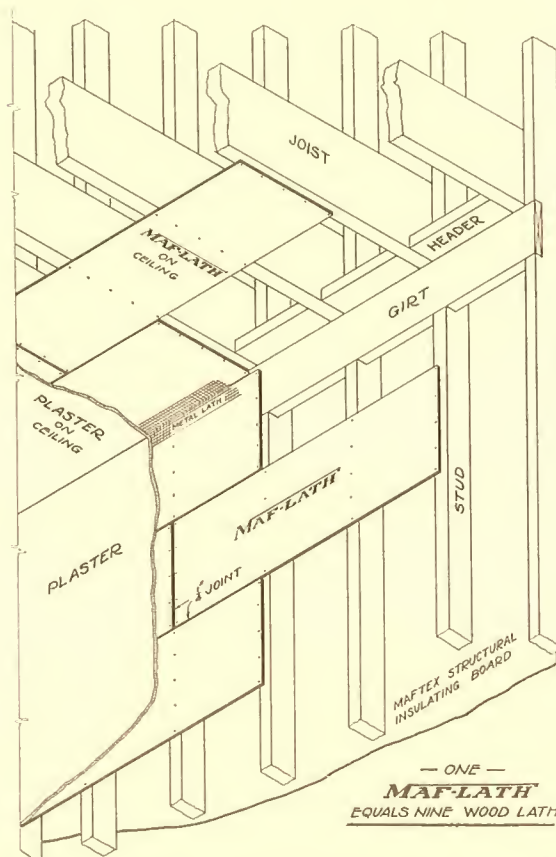 JOIST
MAF-LATH
ON
CEILING
HEADER
GIRT
PLASTER
ON
CEILING
METAL LATH
MAF-LATH
STUD
PLASTER
JOINT
MAFTEX STRUCTURAL
INSULATING BOARD
— ONE —
MAF-LATH
EQUALS NINE WOOD LATH